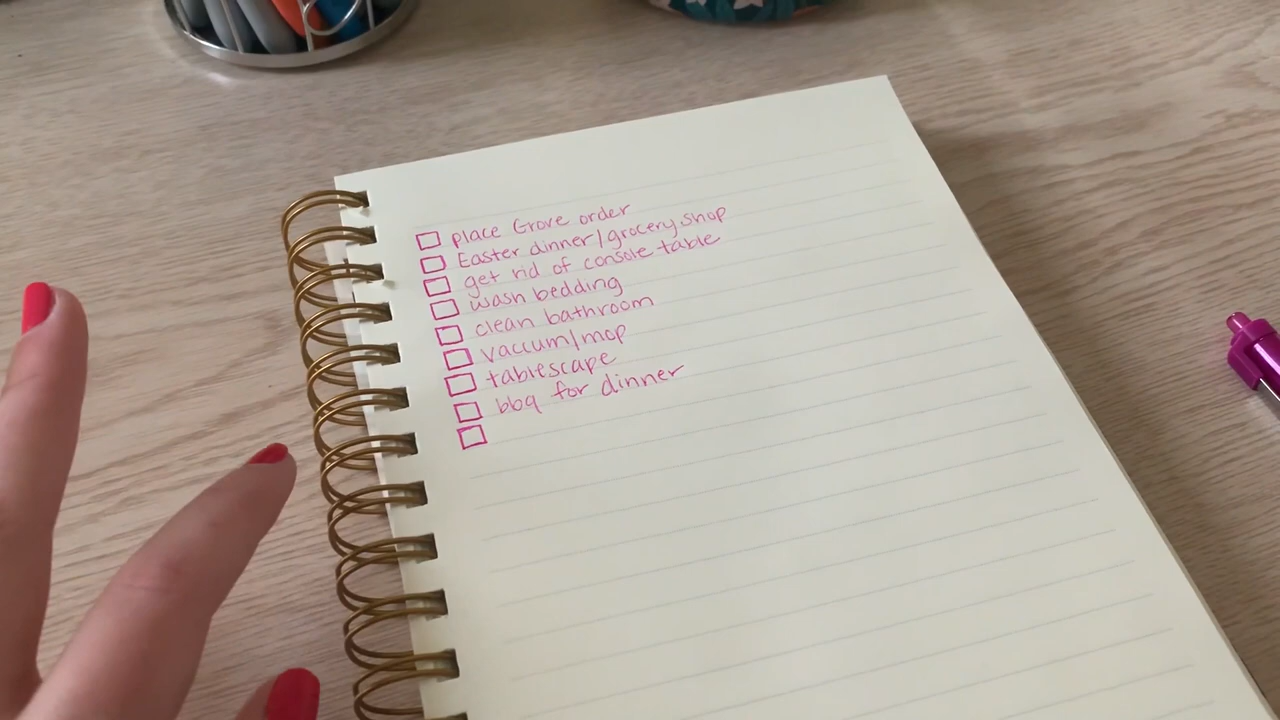 place Grove order
Easter dinner/grocery shop
get rid of console table
wash bedding
clean bathroom
vaccum/mop
tablescape
bbq for dinner